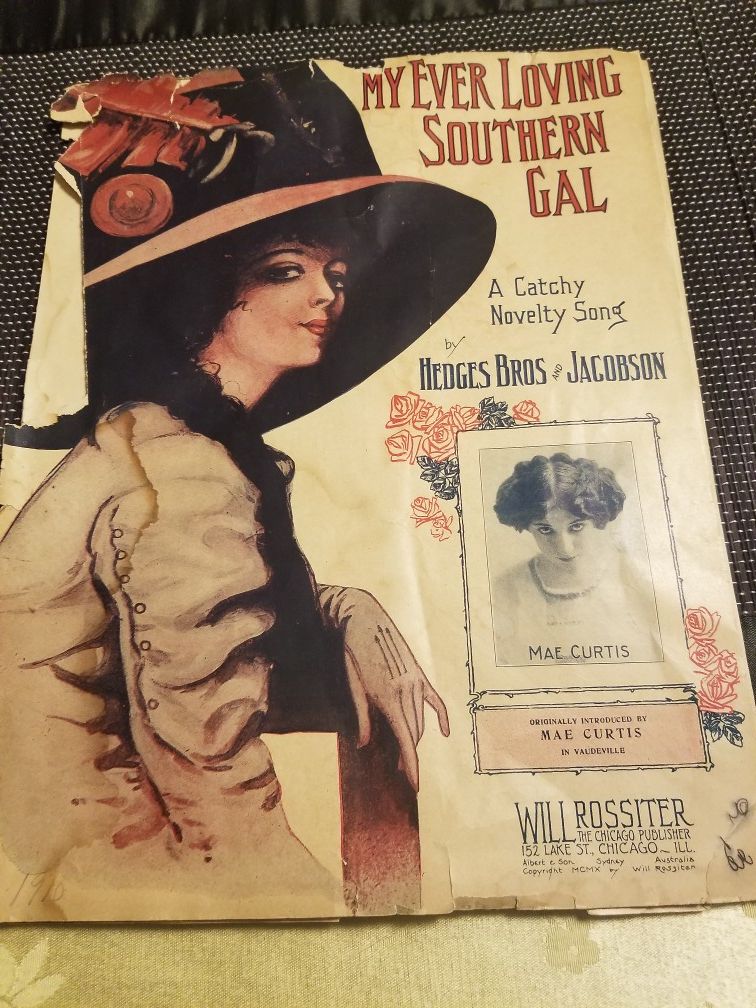 MY EVER LOVING
SOUTHERN
GAL
A Catchy
Novelty Song
by
HEDGES BROS AND JACOBSON
MAE CURTIS
ORIGINALLY INTRODUCED BY
MAE CURTIS
IN VAUDEVILLE
WILL ROSSITER
THE CHICAGO PUBLISHER
152 LAKE ST., CHICAGO ~ ILL.
Albert & Son. Sydney Australia
Copyright MCMX by Will Rossiter